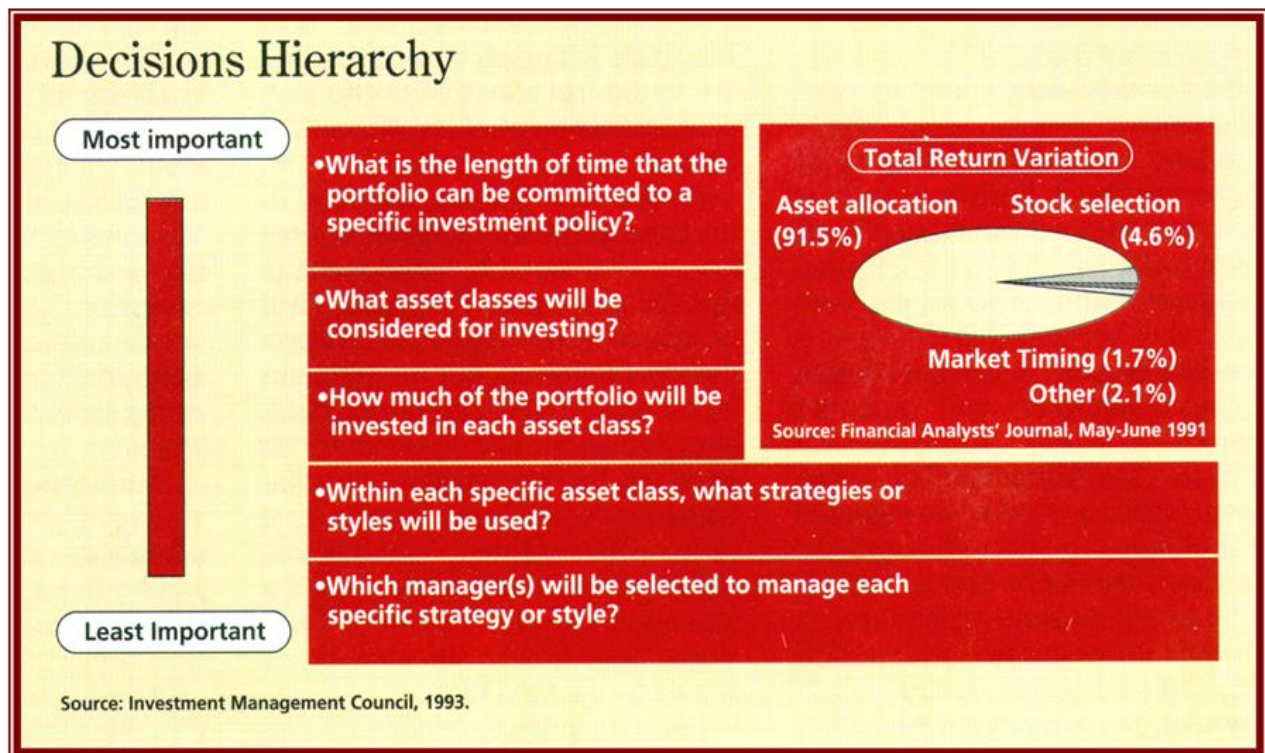 Decisions Hierarchy
Most important
•What is the length of time that the
portfolio can be committed to a
specific investment policy?
•What asset classes will be
considered for investing?
•How much of the portfolio will be
invested in each asset class?
•Within each specific asset class, what strategies or
styles will be used?
•Which manager(s) will be selected to manage each
specific strategy or style?
Least Important
Total Return Variation
Asset allocation
(91.5%)
Stock selection
(4.6%)
Market Timing (1.7%)
Other (2.1%)
Source: Financial Analysts' Journal, May-June 1991
Source: Investment Management Council, 1993.